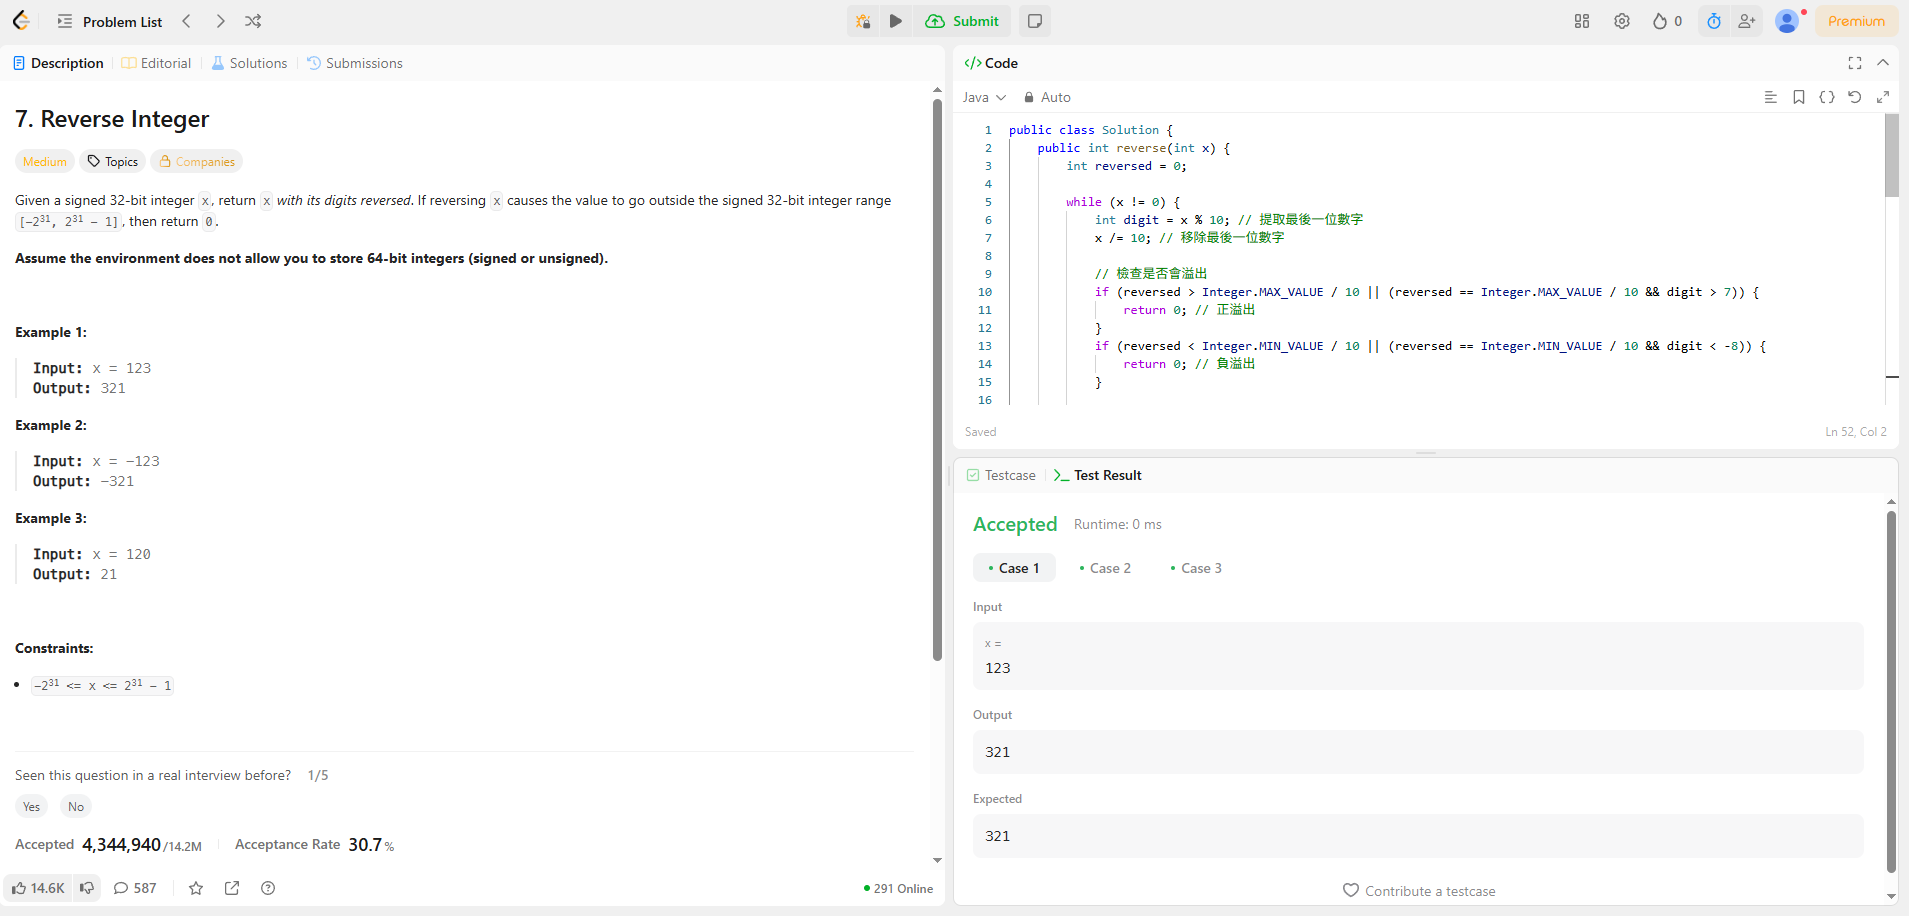 Problem List
Submit
0
Premium
Description
Editorial
Solutions
Submissions
7. Reverse Integer
Medium
Topics
Companies
Given a signed 32-bit integer x, return x with its digits reversed. If reversing x causes the value to go outside the signed 32-bit integer range
[-2³¹, 2³¹ - 1], then return 0.
Assume the environment does not allow you to store 64-bit integers (signed or unsigned).
Example 1:
Input: x = 123
Output: 321
Example 2:
Input: x = -123
Output: -321
Example 3:
Input: x = 120
Output: 21
Constraints:
-2³¹ <= x <= 2³¹ - 1
Seen this question in a real interview before? 1/5
Yes
No
Accepted 4,344,940/14.2M
Acceptance Rate 30.7%
14.6K
587
291 Online
</> Code
Java
Auto
1 public class Solution {
2 public int reverse(int x) {
3 int reversed = 0;
4
5 while (x != 0) {
6 int digit = x % 10; // 提取最後一位數字
7 x /= 10; // 移除最後一位數字
8
9 // 檢查是否會溢出
10 if (reversed > Integer.MAX_VALUE / 10 || (reversed == Integer.MAX_VALUE / 10 && digit > 7)) {
11 return 0; // 正溢出
12 }
13 if (reversed < Integer.MIN_VALUE / 10 || (reversed == Integer.MIN_VALUE / 10 && digit < -8)) {
14 return 0; // 負溢出
15 }
16
Saved
Ln 52, Col 2
Testcase
Test Result
Accepted
Runtime: 0 ms
Case 1
Case 2
Case 3
Input
x =
123
Output
321
Expected
321
Contribute a testcase